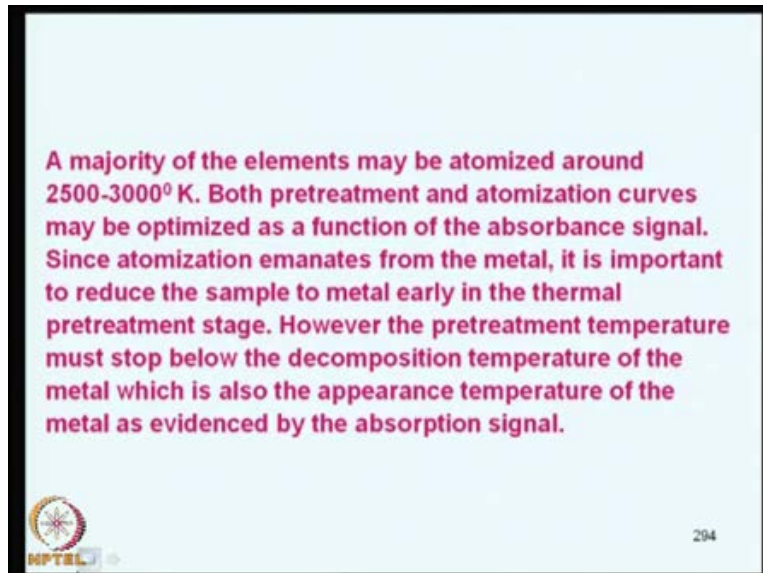 A majority of the elements may be atomized around
2500-3000⁰ K. Both pretreatment and atomization curves
may be optimized as a function of the absorbance signal.
Since atomization emanates from the metal, it is important
to reduce the sample to metal early in the thermal
pretreatment stage. However the pretreatment temperature
must stop below the decomposition temperature of the
metal which is also the appearance temperature of the
metal as evidenced by the absorption signal.
294
NPTEL